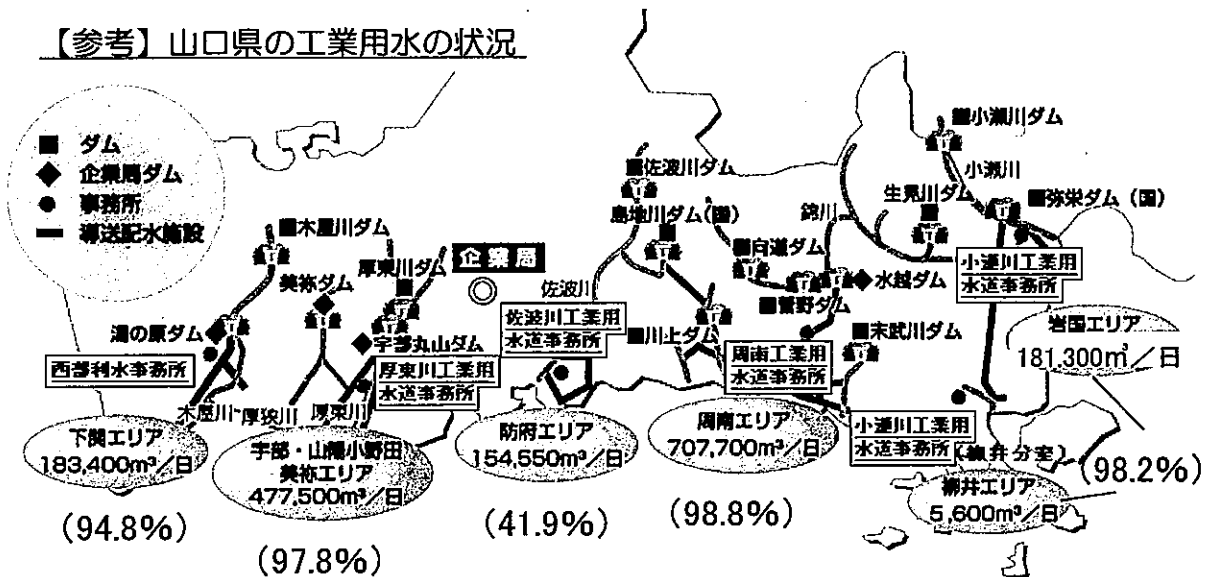 【参考】山口県の工業用水の状況
■ ダム
◆ 企業局ダム
● 事務所
━ 導送配水施設
■木屋川ダム
美祢ダム
厚東川ダム
企業局
湯の原ダム
宇部丸山ダム
西部利水事務所
厚東川工業用
水道事務所
木屋川
厚狭川
厚東川
下関エリア
183,400m³／日
(94.8%)
宇部・山陽小野田
美祢エリア
477,500m³／日
(97.8%)
■佐波川ダム
島地川ダム(国)
佐波川
佐波川工業用
水道事務所
防府エリア
154,550m³／日
(41.9%)
■向道ダム
■菅野ダム
水越ダム
■川上ダム
周南工業用
水道事務所
■末武川ダム
周南エリア
707,700m³／日
(98.8%)
■小瀬川ダム
小瀬川
生見川ダム
錦川
■弥栄ダム（国）
小瀬川工業用
水道事務所
岩国エリア
181,300㎥／日
小瀬川工業用
水道事務所
(柳井分室)
柳井エリア
5,600m³／日
(98.2%)